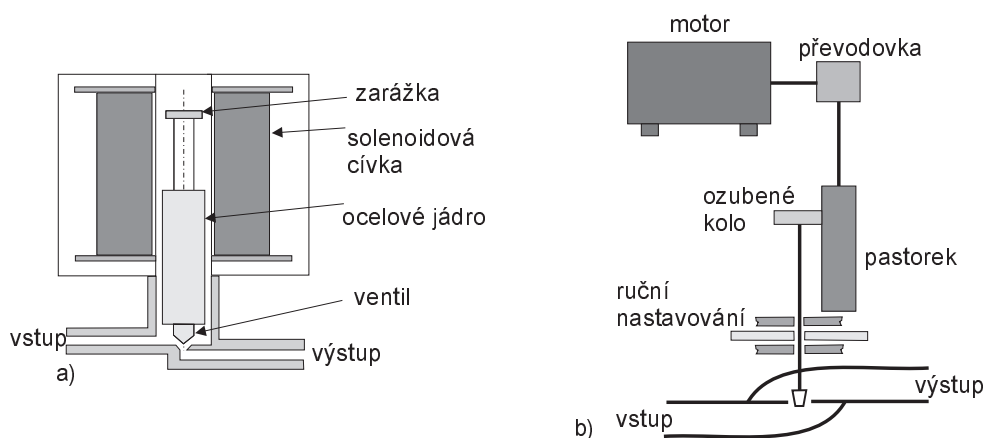 zarážka
solenoidová
cívka
ocelové jádro
ventil
vstup
výstup
a)
motor
převodovka
ozubené
kolo
pastorek
ruční
nastavování
výstup
vstup
b)